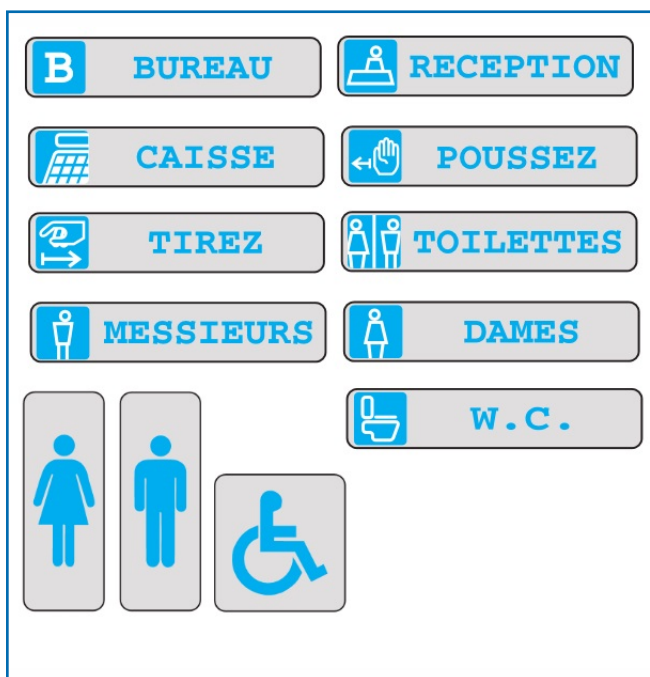 B BUREAU
RECEPTION
CAISSE
POUSSEZ
TIREZ
TOILETTES
MESSIEURS
DAMES
W.C.